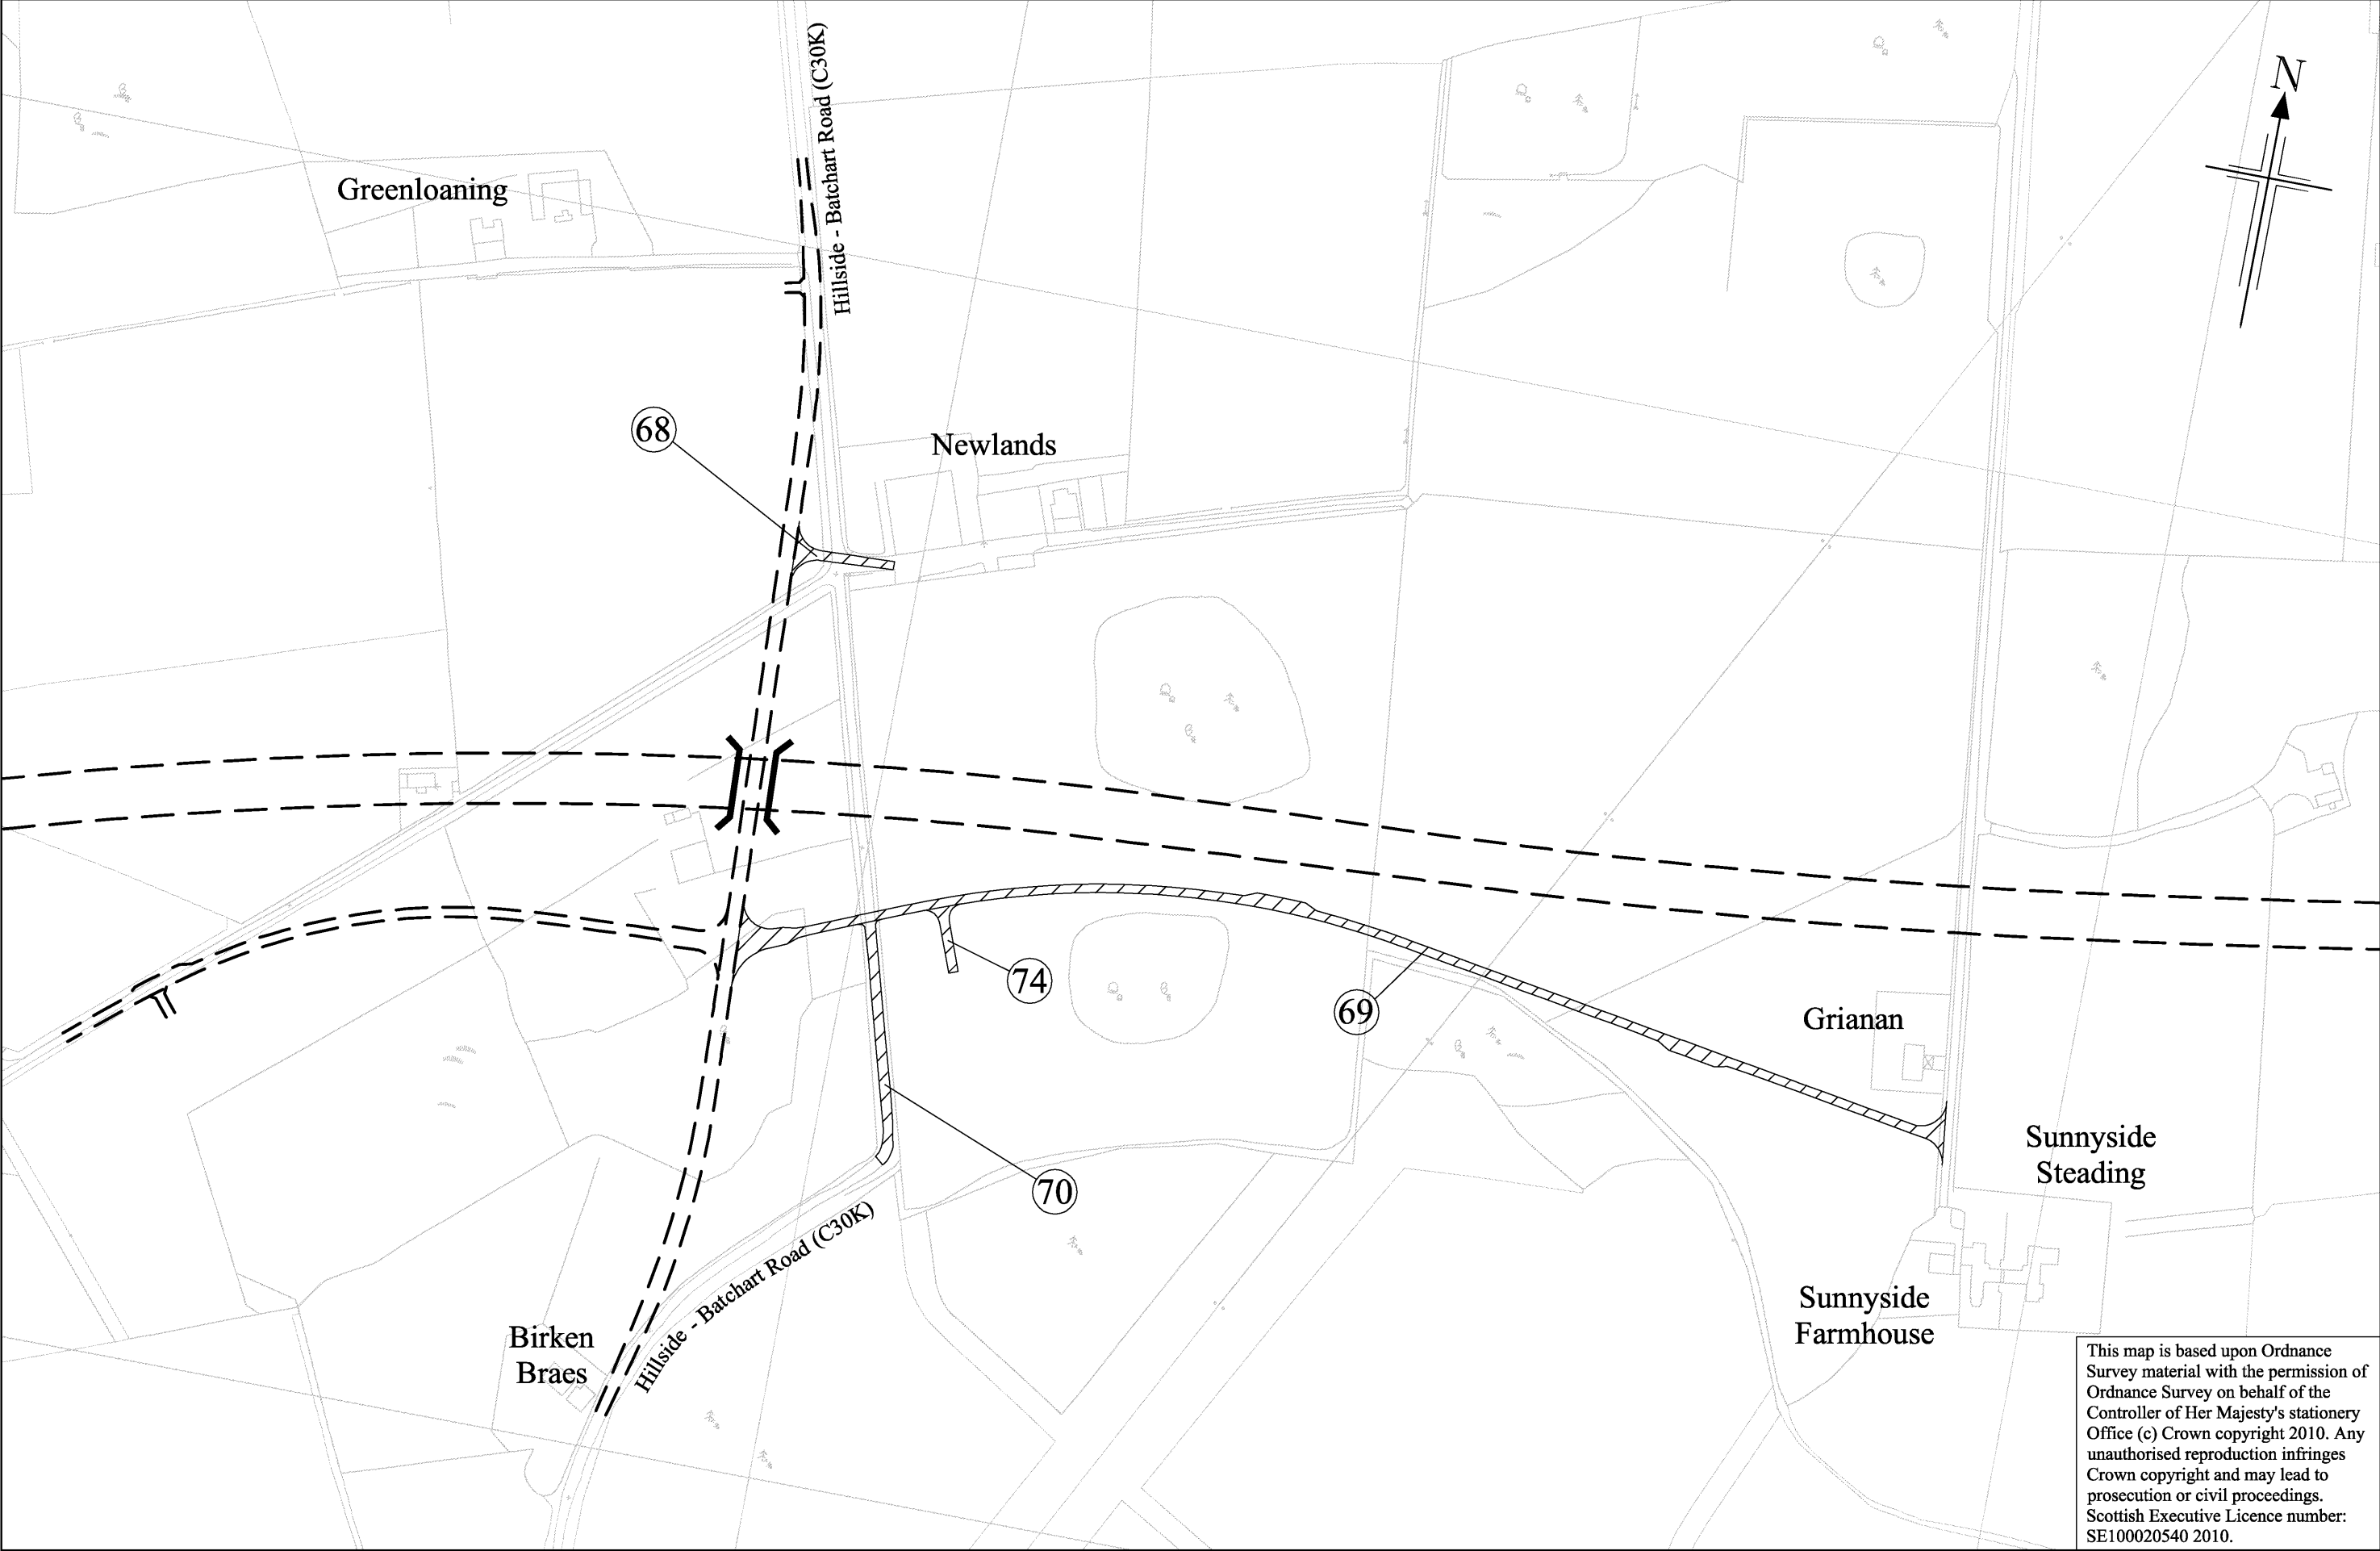 Hillside - Batchart Road (C30K)
N
Greenloaning
68
Newlands
74
69
Grianan
70
Sunnyside
Steading
Hillside - Batchart Road (C30K)
Sunnyside
Farmhouse
Birken
Braes
This map is based upon Ordnance
Survey material with the permission of
Ordnance Survey on behalf of the
Controller of Her Majesty's stationery
Office (c) Crown copyright 2010. Any
unauthorised reproduction infringes
Crown copyright and may lead to
prosecution or civil proceedings.
Scottish Executive Licence number:
SE100020540 2010.